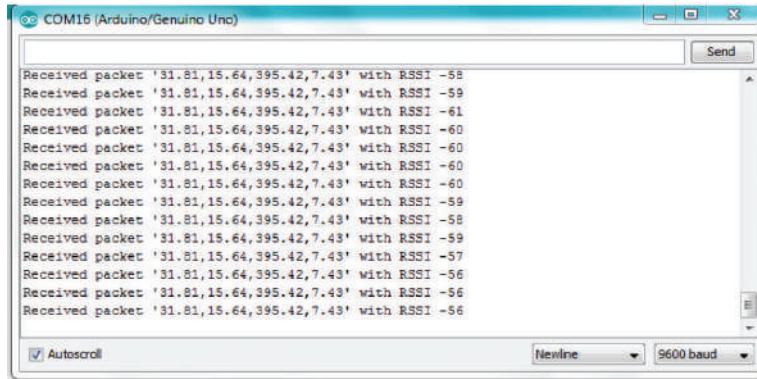 COM16 (Arduino/Genuino Uno)
Send
Received packet '31.81,15.64,395.42,7.43' with RSSI -58
Received packet '31.81,15.64,395.42,7.43' with RSSI -59
Received packet '31.81,15.64,395.42,7.43' with RSSI -61
Received packet '31.81,15.64,395.42,7.43' with RSSI -60
Received packet '31.81,15.64,395.42,7.43' with RSSI -60
Received packet '31.81,15.64,395.42,7.43' with RSSI -60
Received packet '31.81,15.64,395.42,7.43' with RSSI -60
Received packet '31.81,15.64,395.42,7.43' with RSSI -59
Received packet '31.81,15.64,395.42,7.43' with RSSI -58
Received packet '31.81,15.64,395.42,7.43' with RSSI -59
Received packet '31.81,15.64,395.42,7.43' with RSSI -57
Received packet '31.81,15.64,395.42,7.43' with RSSI -56
Received packet '31.81,15.64,395.42,7.43' with RSSI -56
Received packet '31.81,15.64,395.42,7.43' with RSSI -56
Autoscroll Newline 9600 baud